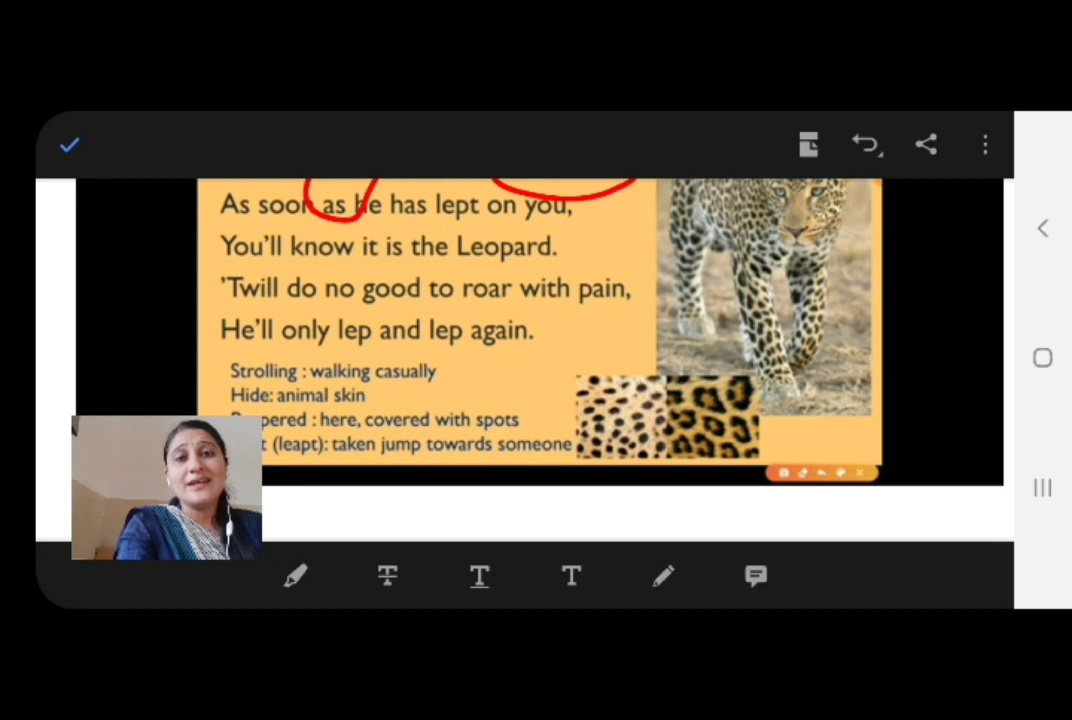 As soon as he has lept on you,
You'll know it is the Leopard.
'Twill do no good to roar with pain,
He'll only lep and lep again.
Strolling : walking casually
Hide: animal skin
pered : here, covered with spots
t (leapt): taken jump towards someone